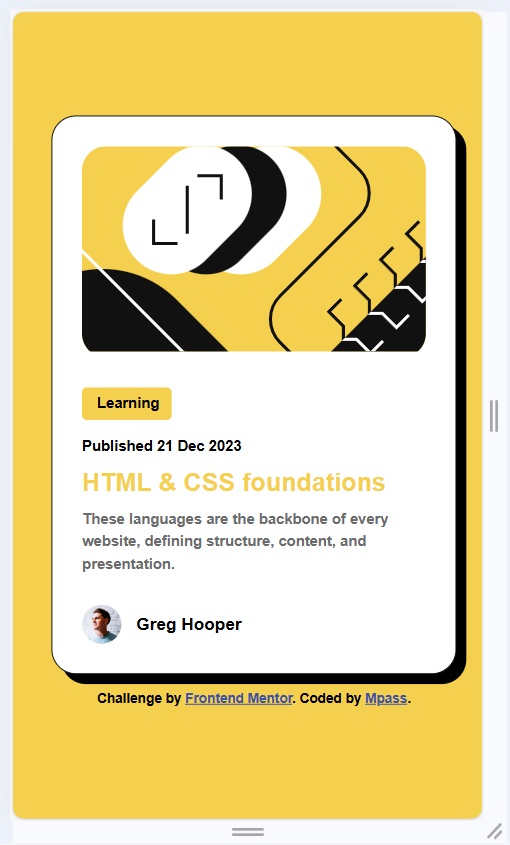 Learning
Published 21 Dec 2023
HTML & CSS foundations
These languages are the backbone of every
website, defining structure, content, and
presentation.
Greg Hooper
Challenge by Frontend Mentor. Coded by Mpass.